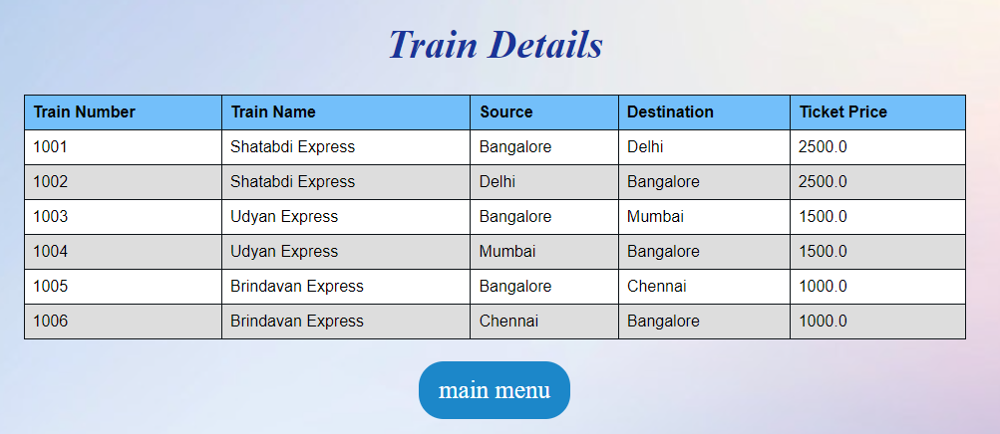 Train Details
Train Number Train Name Source Destination Ticket Price
1001 Shatabdi Express Bangalore Delhi 2500.0
1002 Shatabdi Express Delhi Bangalore 2500.0
1003 Udyan Express Bangalore Mumbai 1500.0
1004 Udyan Express Mumbai Bangalore 1500.0
1005 Brindavan Express Bangalore Chennai 1000.0
1006 Brindavan Express Chennai Bangalore 1000.0
main menu